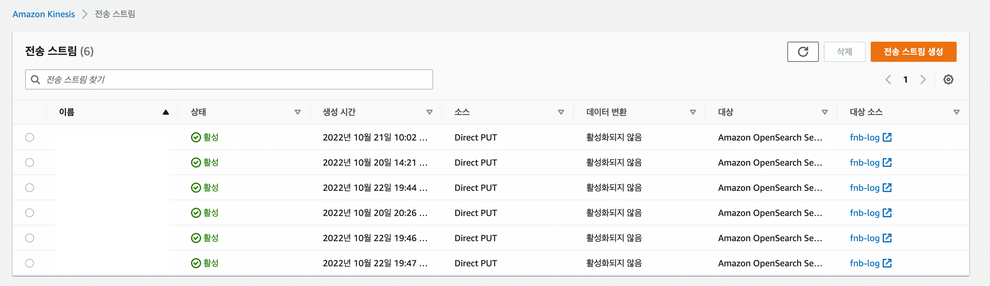 Amazon Kinesis > 전송 스트림
전송 스트림 (6) 삭제 전송 스트림 생성
전송 스트림 찾기 1
이름 상태 생성 시간 소스 데이터 변환 대상 대상 소스
활성 2022년 10월 21일 10:02 ... Direct PUT 활성화되지 않음 Amazon OpenSearch Se... fnb-log
활성 2022년 10월 20일 14:21 ... Direct PUT 활성화되지 않음 Amazon OpenSearch Se... fnb-log
활성 2022년 10월 22일 19:44 ... Direct PUT 활성화되지 않음 Amazon OpenSearch Se... fnb-log
활성 2022년 10월 20일 20:26 ... Direct PUT 활성화되지 않음 Amazon OpenSearch Se... fnb-log
활성 2022년 10월 22일 19:46 ... Direct PUT 활성화되지 않음 Amazon OpenSearch Se... fnb-log
활성 2022년 10월 22일 19:47 ... Direct PUT 활성화되지 않음 Amazon OpenSearch Se... fnb-log